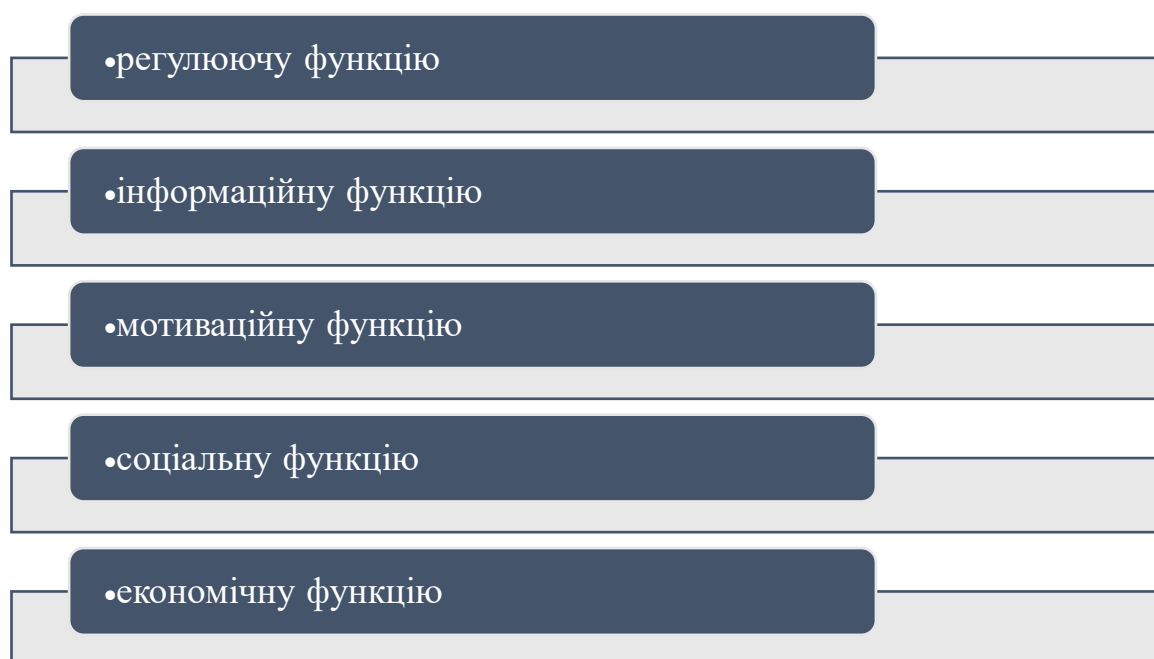 •регулюючу функцію
•інформаційну функцію
•мотиваційну функцію
•соціальну функцію
•економічну функцію